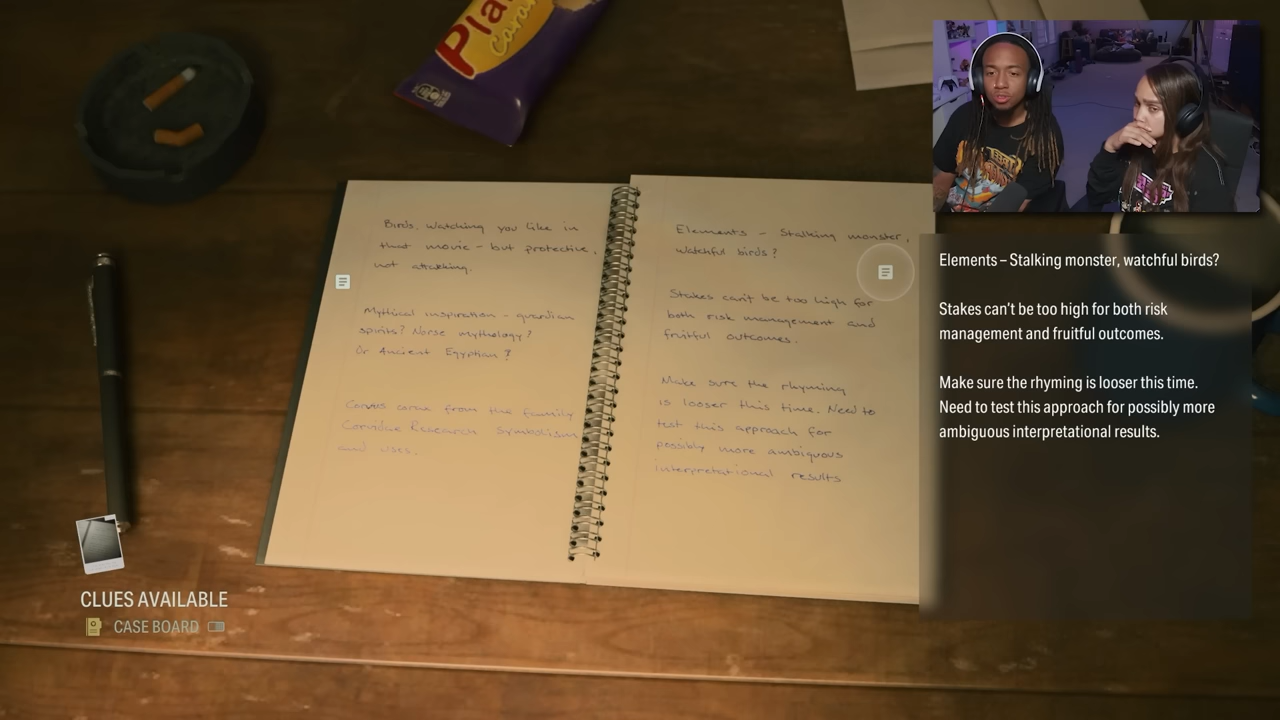 Pla
Caram
Birds. Watching you like in
that movie - but protective,
not attacking.
Mythical inspiration - guardian
spirits? Norse mythology?
Or Ancient Egyptian?
Corvids come from the family
Corvidae Research symbolism
and uses.
Elements - Stalking monster,
watchful birds?
Stakes can't be too high for
both risk management and
fruitful outcomes.
Make sure the rhyming
is looser this time. Need to
test this approach for
possibly more ambiguous
interpretational results
Elements – Stalking monster, watchful birds?
Stakes can't be too high for both risk
management and fruitful outcomes.
Make sure the rhyming is looser this time.
Need to test this approach for possibly more
ambiguous interpretational results.
CLUES AVAILABLE
CASE BOARD